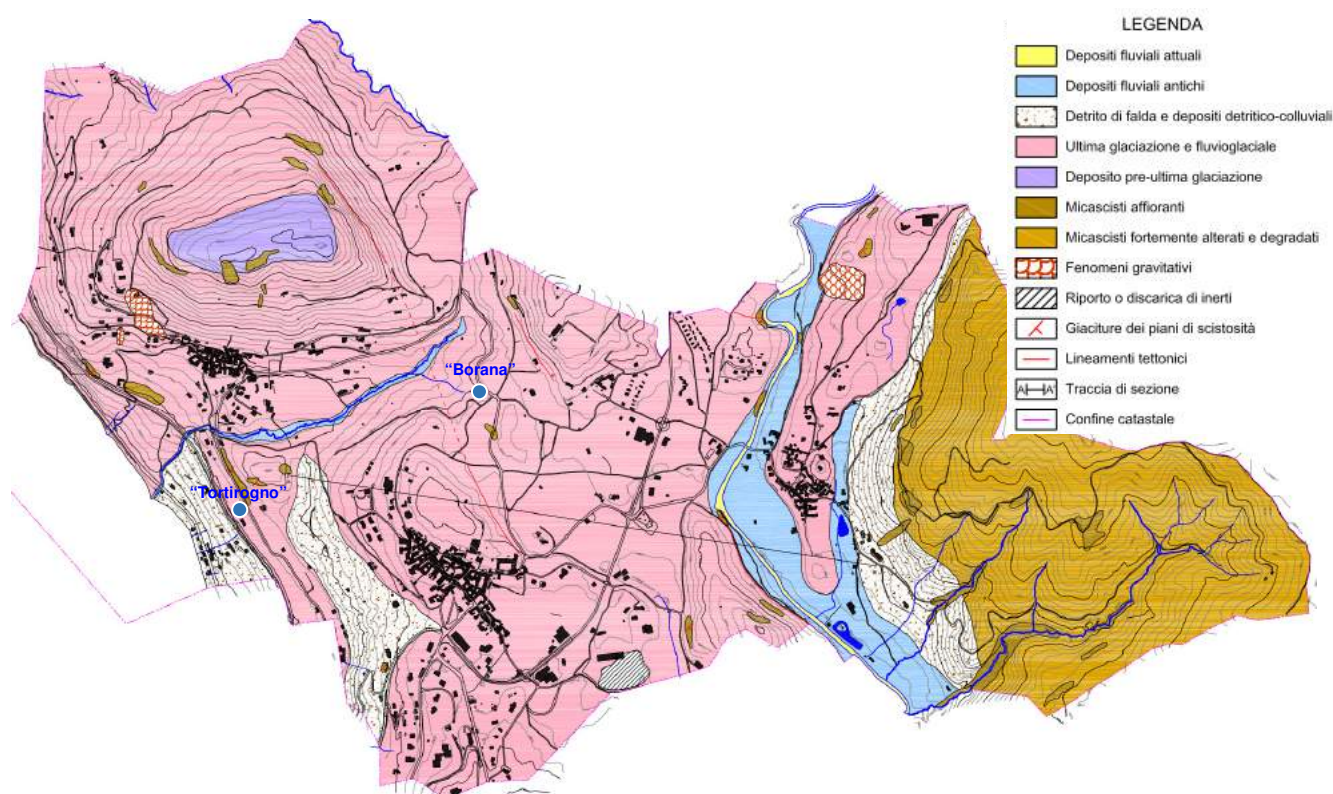 LEGENDA
Depositi fluviali attuali
Depositi fluviali antichi
Detrito di falda e depositi detritico-colluviali
Ultima glaciazione e fluvioglaciale
Deposito pre-ultima glaciazione
Micascisti affioranti
Micascisti fortemente alterati e degradati
Fenomeni gravitativi
Riporto o discarica di inerti
Giaciture dei piani di scistosità
Lineamenti tettonici
A A' Traccia di sezione
Confine catastale
"Borana"
"Tortirogno"